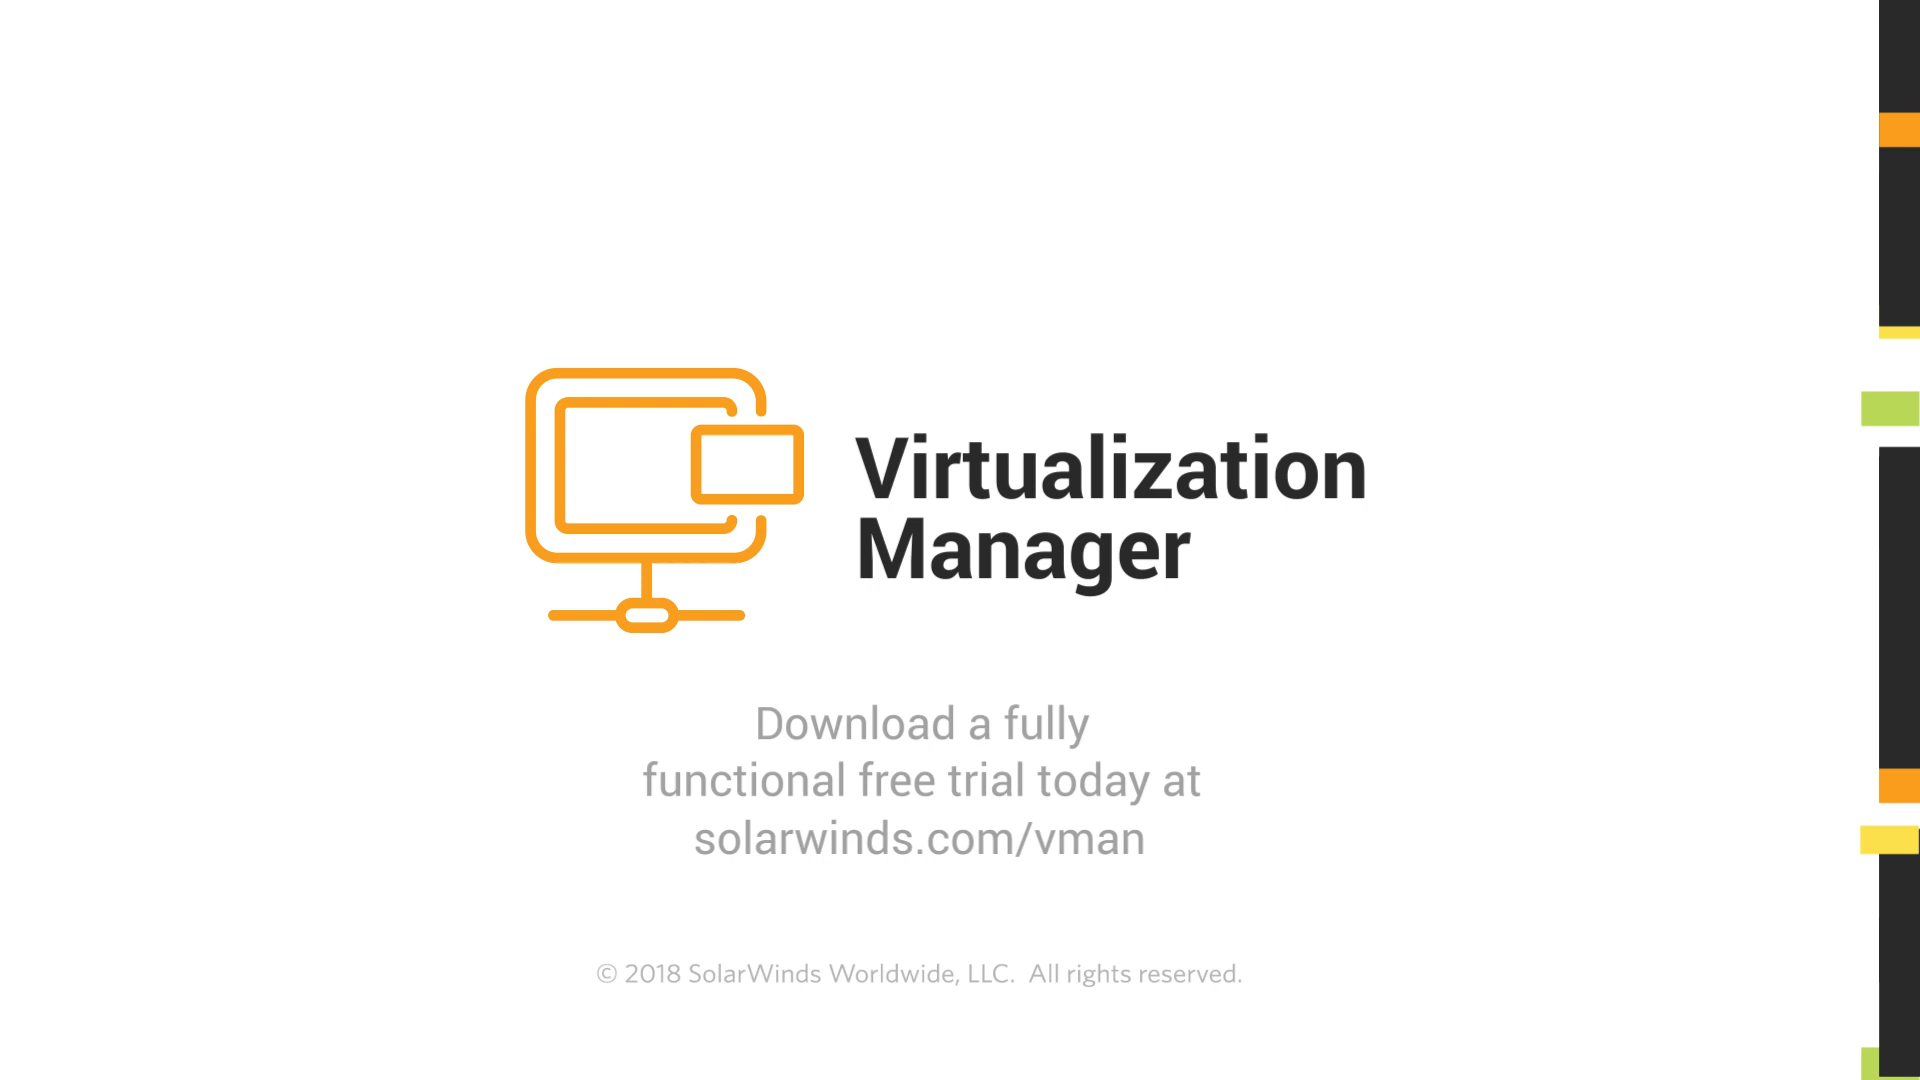 Virtualization
Manager
Download a fully
functional free trial today at
solarwinds.com/vman
© 2018 SolarWinds Worldwide, LLC.  All rights reserved.